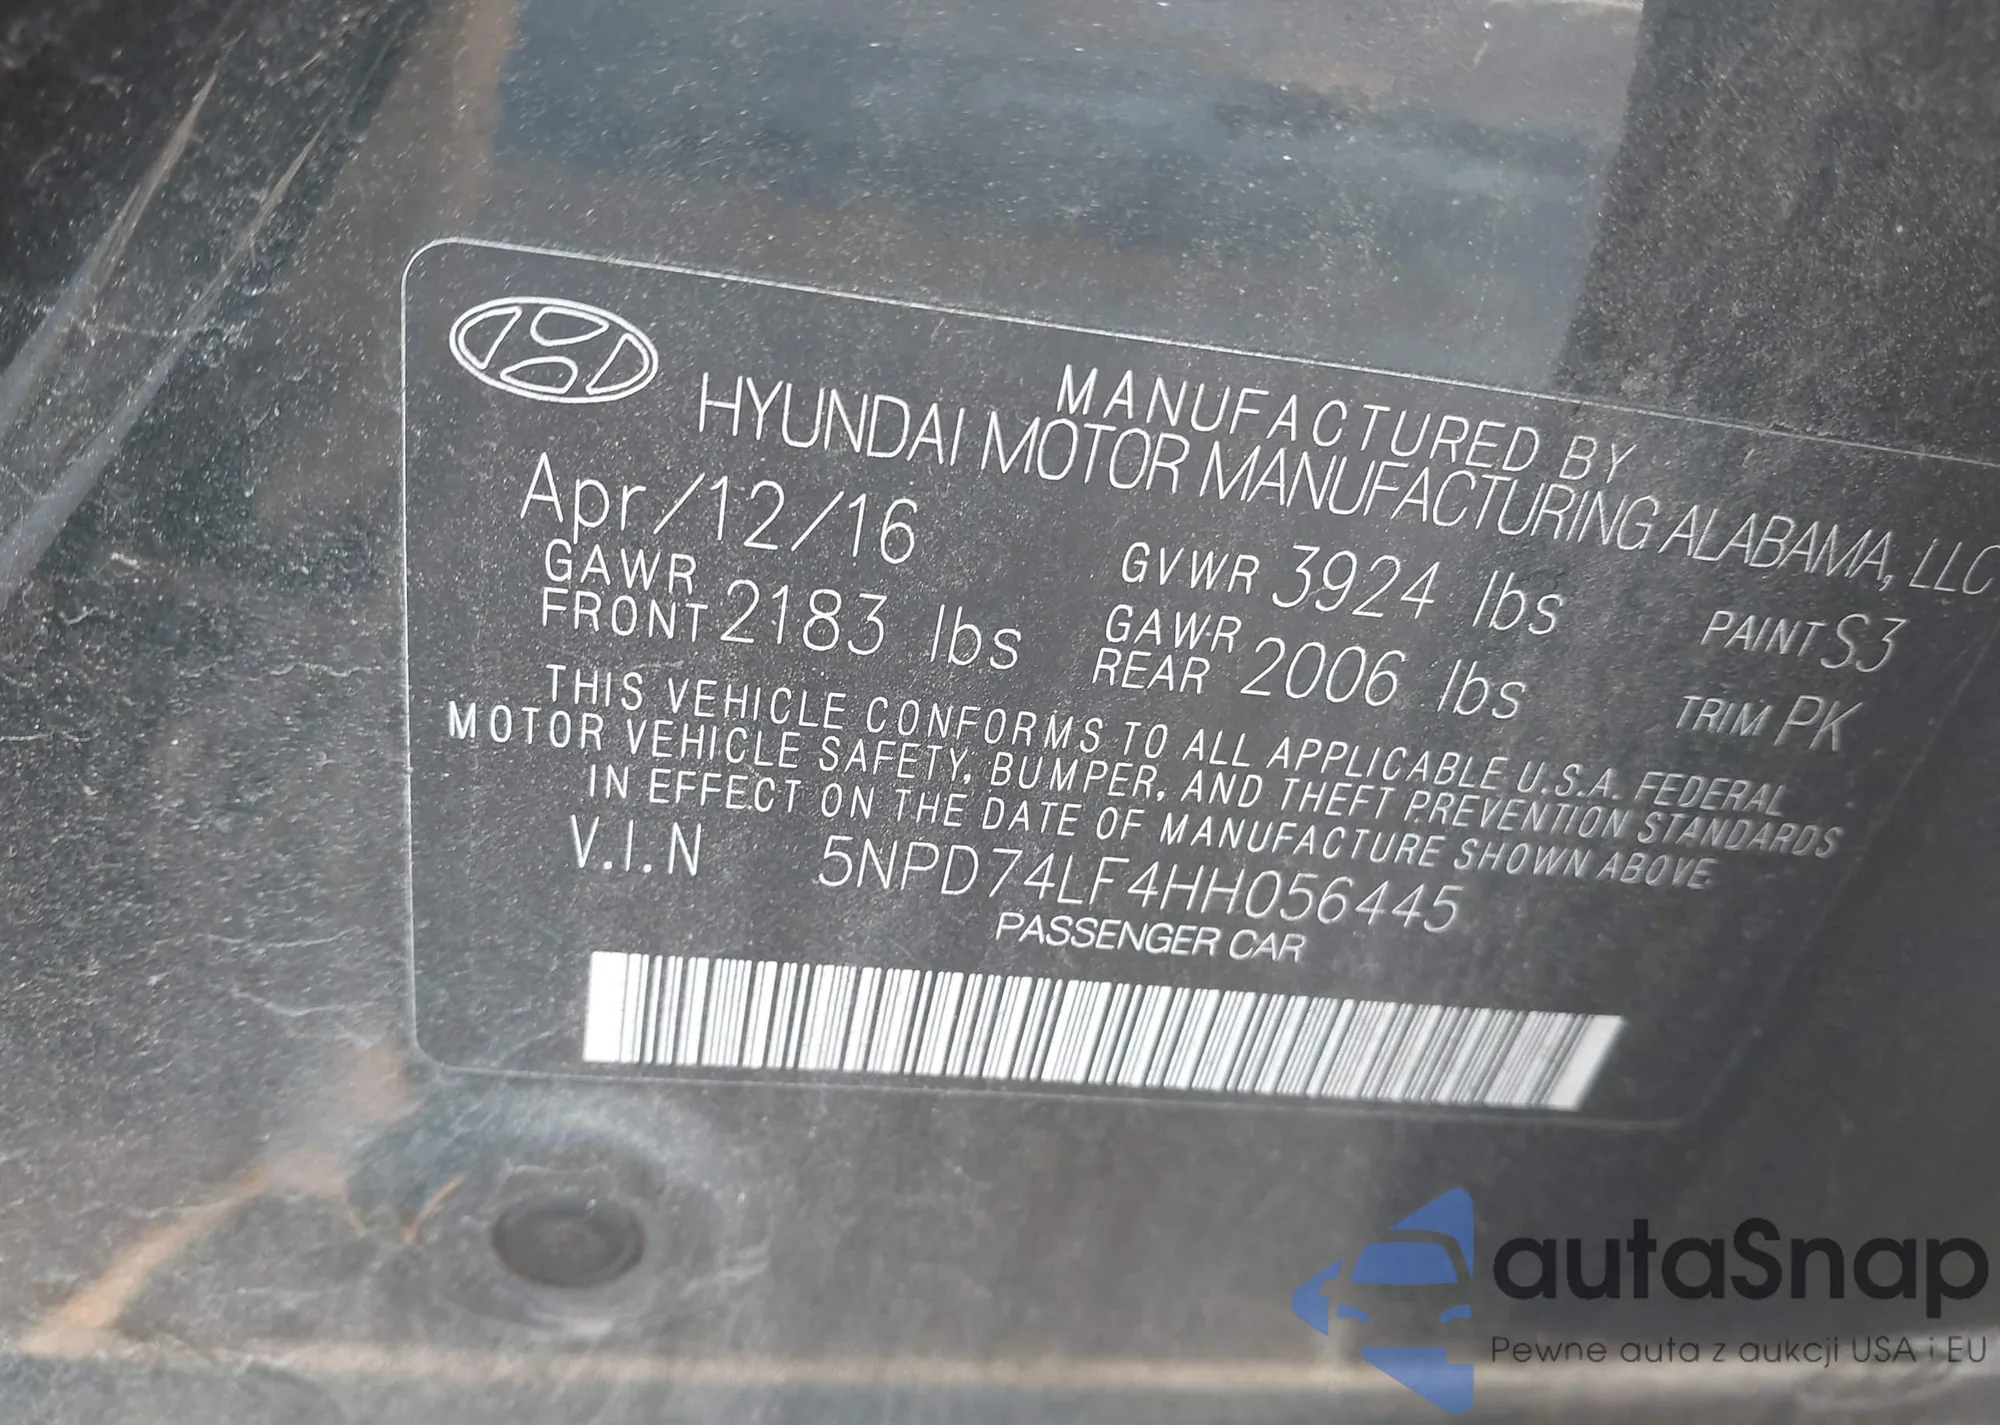 MANUFACTURED BY
HYUNDAI MOTOR MANUFACTURING ALABAMA, LLC
Apr/12/16 GVWR 3924 lbs PAINT S3
GAWR FRONT 2183 lbs GAWR REAR 2006 lbs TRIM PK
THIS VEHICLE CONFORMS TO ALL APPLICABLE U.S.A. FEDERAL
MOTOR VEHICLE SAFETY, BUMPER, AND THEFT PREVENTION STANDARDS
IN EFFECT ON THE DATE OF MANUFACTURE SHOWN ABOVE
V.I.N 5NPD74LF4HH056445
PASSENGER CAR
autaSnap
Pewne auta z aukcji USA i EU